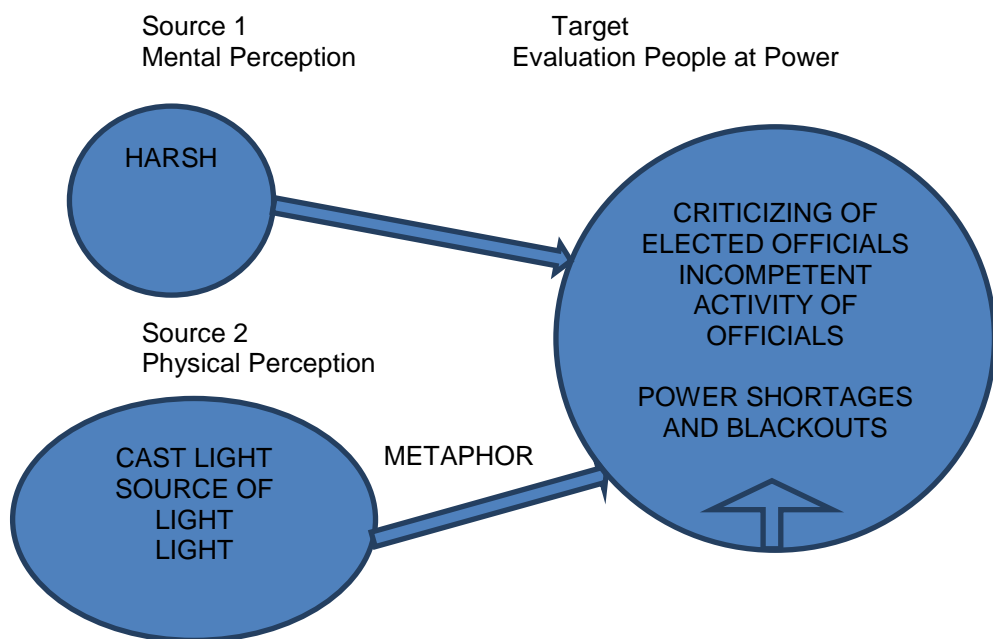 Source 1
Mental Perception
Target
Evaluation People at Power
HARSH
CRITICIZING OF
ELECTED OFFICIALS
INCOMPETENT
ACTIVITY OF
OFFICIALS
POWER SHORTAGES
AND BLACKOUTS
Source 2
Physical Perception
CAST LIGHT
SOURCE OF
LIGHT
LIGHT
METAPHOR